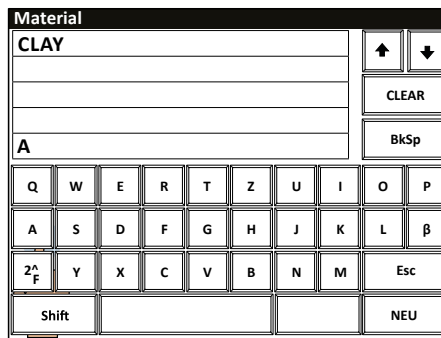 Material
CLAY
CLEAR
BkSp
A
Q W E R T Z U I O P
A S D F G H J K L β
2^F Y X C V B N M Esc
Shift NEU